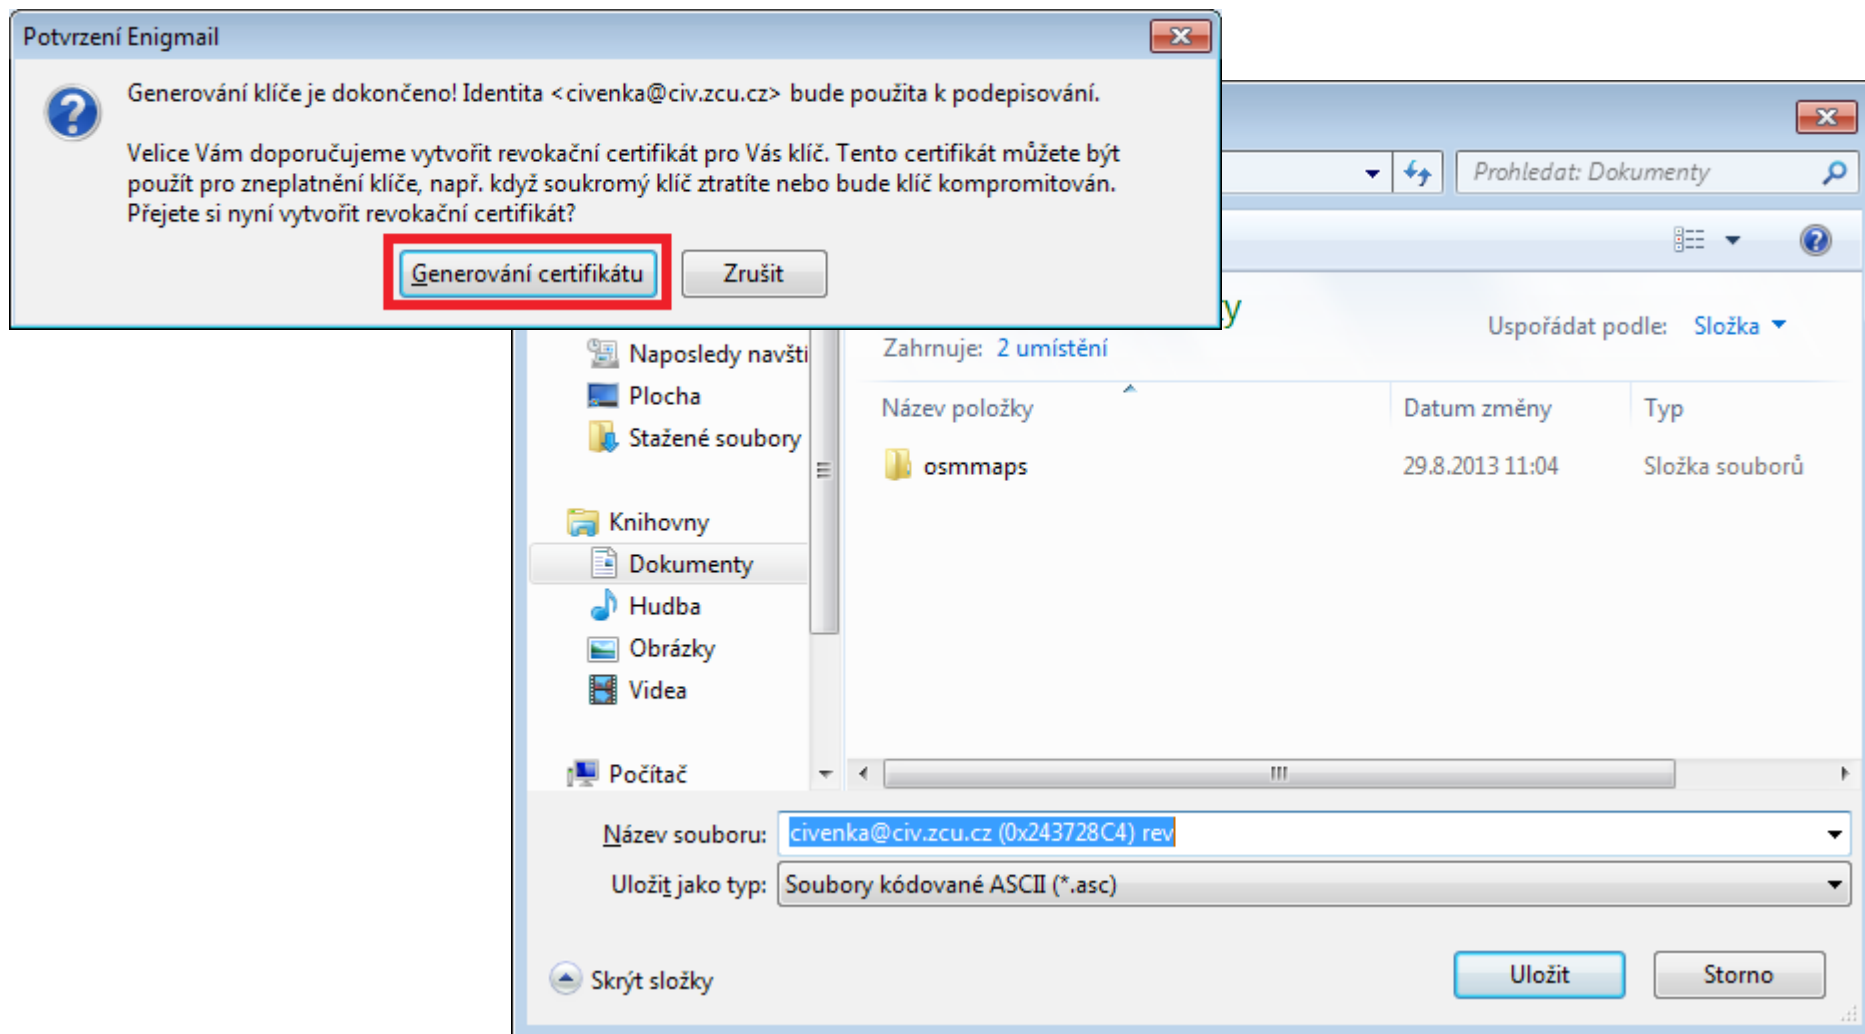 Potvrzení Enigmail
Generování klíče je dokončeno! Identita <civenka@civ.zcu.cz> bude použita k podepisování.
Velice Vám doporučujeme vytvořit revokační certifikát pro Vás klíč. Tento certifikát můžete být
použít pro zneplatnění klíče, např. když soukromý klíč ztratíte nebo bude klíč kompromitován.
Přejete si nyní vytvořit revokační certifikát?
Generování certifikátu
Zrušit
Prohledat: Dokumenty
y
Zahrnuje: 2 umístění
Uspořádat podle: Složka
Naposledy navšti
Plocha
Stažené soubory
Knihovny
Dokumenty
Hudba
Obrázky
Videa
Počítač
Název položky
Datum změny
Typ
osmmaps
29.8.2013 11:04
Složka souborů
Název souboru: civenka@civ.zcu.cz (0x243728C4) rev
Uložit jako typ: Soubory kódované ASCII (*.asc)
Skrýt složky
Uložit
Storno